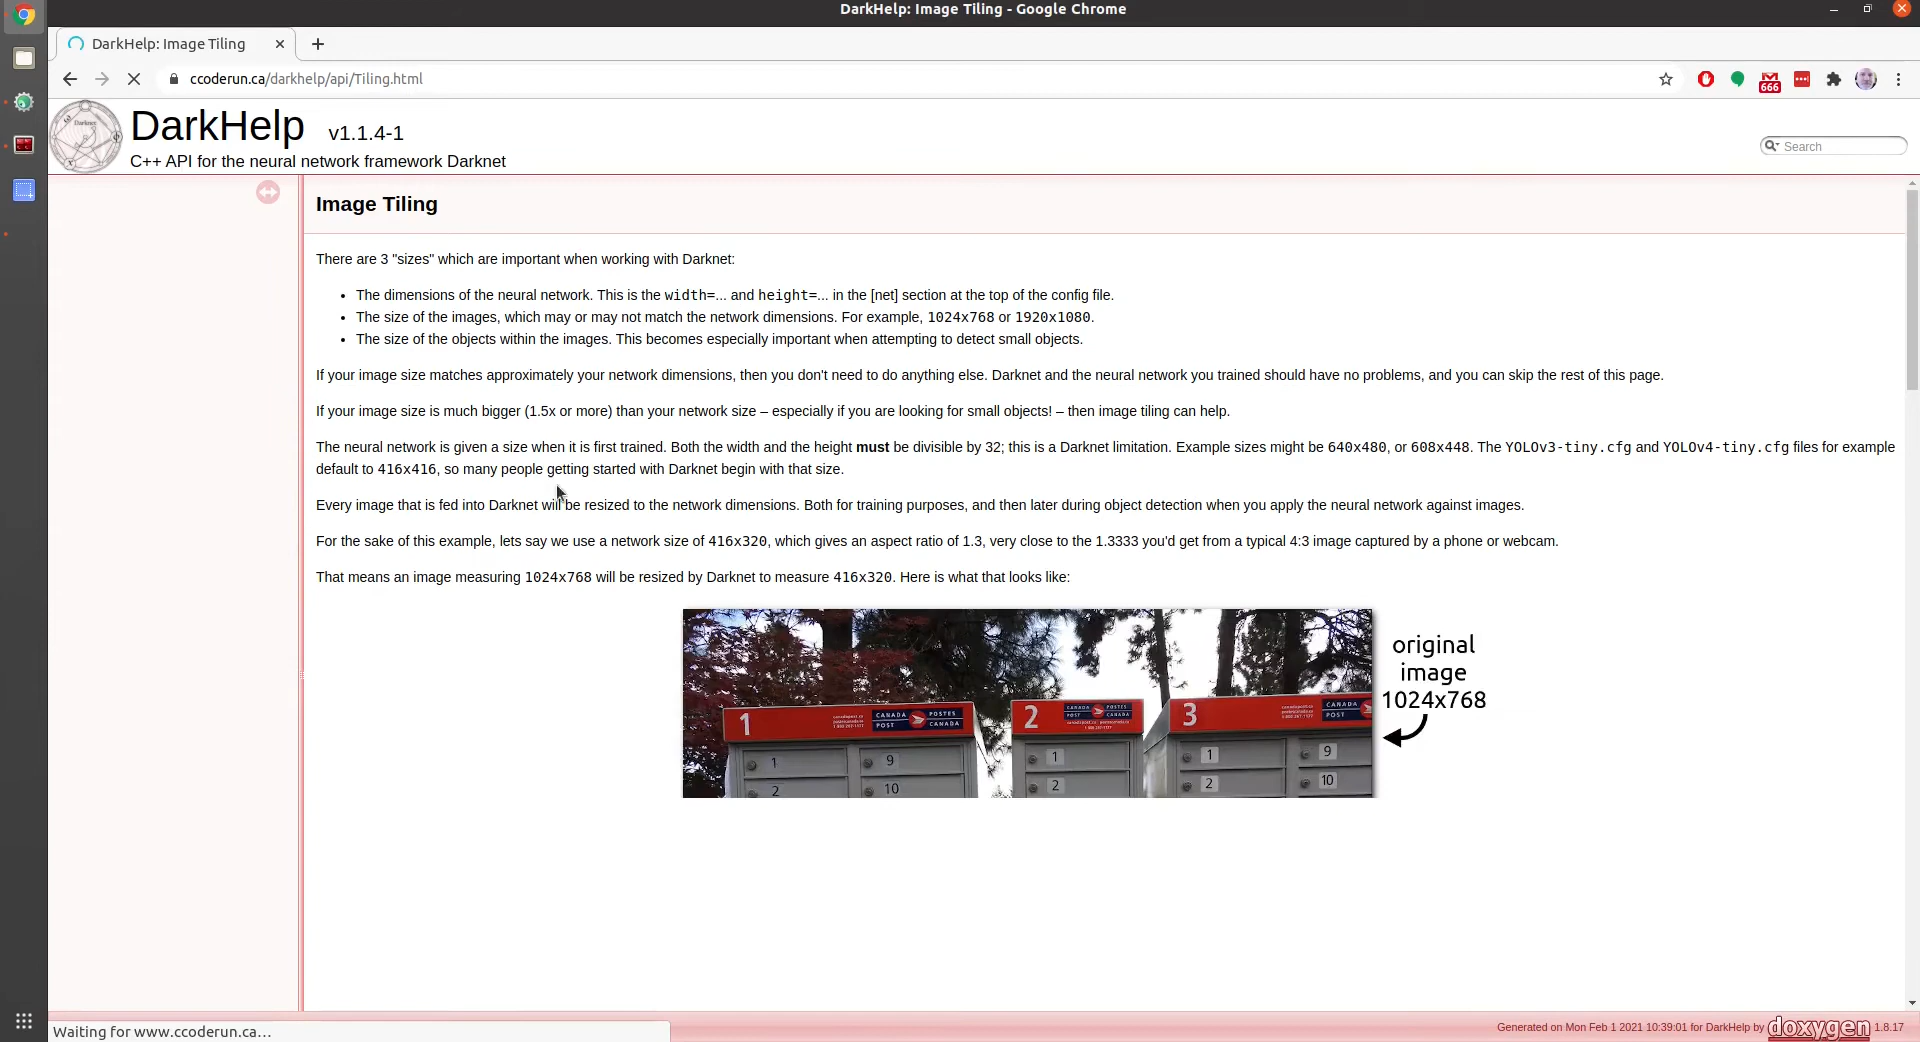 DarkHelp: Image Tiling - Google Chrome
DarkHelp: Image Tiling
ccoderun.ca/darkhelp/api/Tiling.html
666
DarkHelp v1.1.4-1
C++ API for the neural network framework Darknet
Search
Image Tiling
There are 3 "sizes" which are important when working with Darknet:
• The dimensions of the neural network. This is the width=... and height=... in the [net] section at the top of the config file.
• The size of the images, which may or may not match the network dimensions. For example, 1024x768 or 1920x1080.
• The size of the objects within the images. This becomes especially important when attempting to detect small objects.
If your image size matches approximately your network dimensions, then you don't need to do anything else. Darknet and the neural network you trained should have no problems, and you can skip the rest of this page.
If your image size is much bigger (1.5x or more) than your network size – especially if you are looking for small objects! – then image tiling can help.
The neural network is given a size when it is first trained. Both the width and the height must be divisible by 32; this is a Darknet limitation. Example sizes might be 640x480, or 608x448. The YOLOv3-tiny.cfg and YOLOv4-tiny.cfg files for example
default to 416x416, so many people getting started with Darknet begin with that size.
Every image that is fed into Darknet will be resized to the network dimensions. Both for training purposes, and then later during object detection when you apply the neural network against images.
For the sake of this example, lets say we use a network size of 416x320, which gives an aspect ratio of 1.3, very close to the 1.3333 you'd get from a typical 4:3 image captured by a phone or webcam.
That means an image measuring 1024x768 will be resized by Darknet to measure 416x320. Here is what that looks like:
original
image
1024x768
1 CANADA POSTES
POST CANADA
2 CANADA POSTES
POST CANADA
3 CANADA
POST
1 9 1 1 9
2 10 2 2 10
Waiting for www.ccoderun.ca...
Generated on Mon Feb 1 2021 10:39:01 for DarkHelp by doxygen 1.8.17